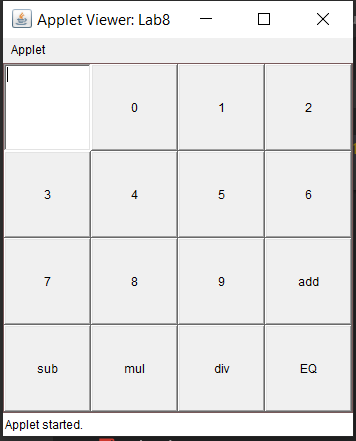 Applet Viewer: Lab8
Applet
0 1 2
3 4 5 6
7 8 9 add
sub mul div EQ
Applet started.